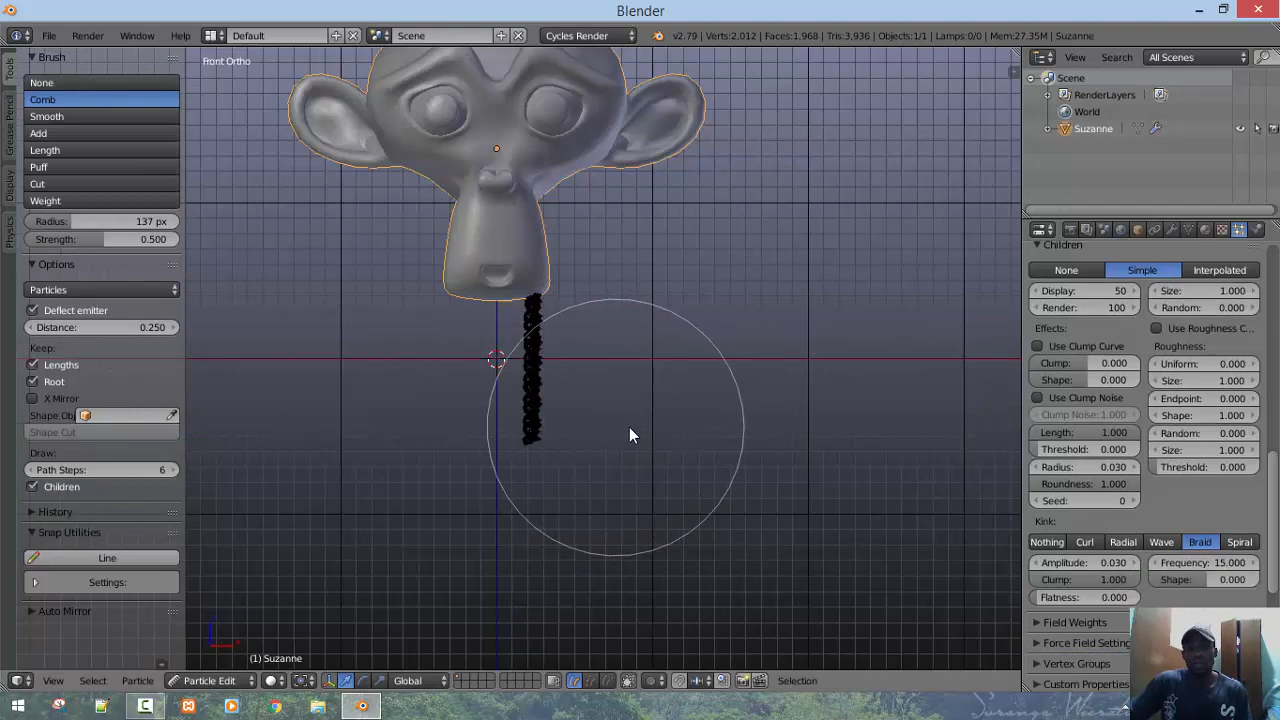 Blender
File Render Window Help Default Scene Cycles Render v2.79 | Verts:2,012 | Faces:1,968 | Tris:3,936 | Objects:1/1 | Lamps:0/0 | Mem:27.35M | Suzanne
Brush
None
Comb
Smooth
Add
Length
Puff
Cut
Weight
Radius: 137 px
Strength: 0.500
Options
Particles
Deflect emitter
Distance: 0.250
Keep:
Lengths
Root
X Mirror
Shape Obj
Shape Cut
Draw:
Path Steps: 6
Children
History
Snap Utilities
Line
Settings:
Auto Mirror
Tools
Grease Pencil
Display
Physics
Front Ortho
(1) Suzanne
View Select Particle Particle Edit Global Selection
View Search All Scenes
Scene
RenderLayers
World
Suzanne
Children
None Simple Interpolated
Display: 50 Size: 1.000
Render: 100 Random: 0.000
Effects: Use Roughness C...
Use Clump Curve Roughness:
Clump: 0.000 Uniform: 0.000
Shape: 0.000 Size: 1.000
Use Clump Noise Endpoint: 0.000
Clump Noise: 1.000 Shape: 1.000
Length: 1.000 Random: 0.000
Threshold: 0.000 Size: 1.000
Radius: 0.030 Threshold: 0.000
Roundness: 1.000
Seed: 0
Kink:
Nothing Curl Radial Wave Braid Spiral
Amplitude: 0.030 Frequency: 15.000
Clump: 1.000 Shape: 0.000
Flatness: 0.000
Field Weights
Force Field Setting
Vertex Groups
Custom Properties